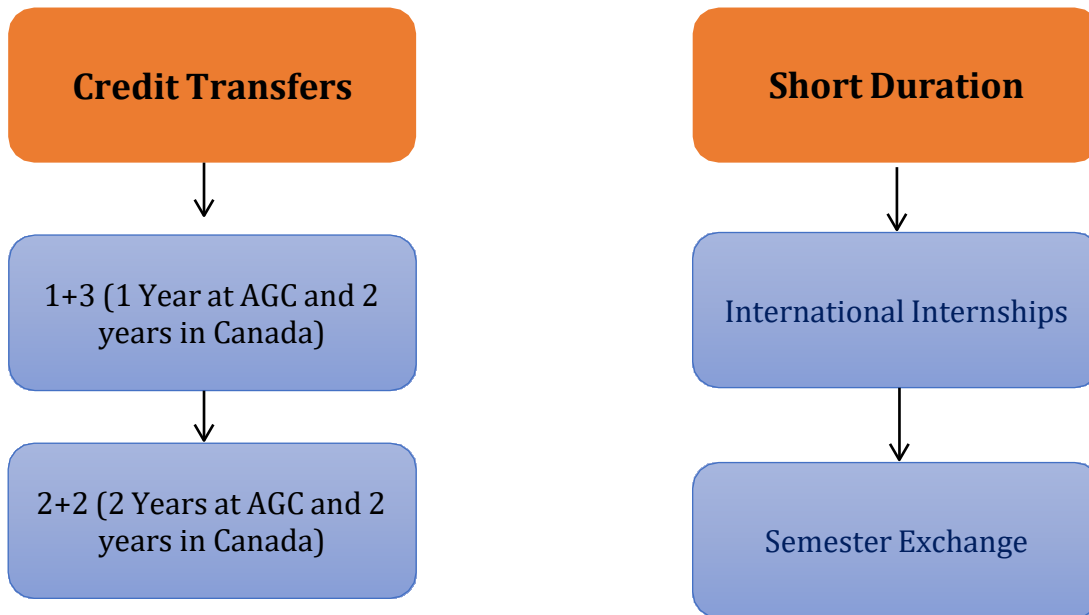 Credit Transfers
1+3 (1 Year at AGC and 2
years in Canada)
2+2 (2 Years at AGC and 2
years in Canada)
Short Duration
International Internships
Semester Exchange